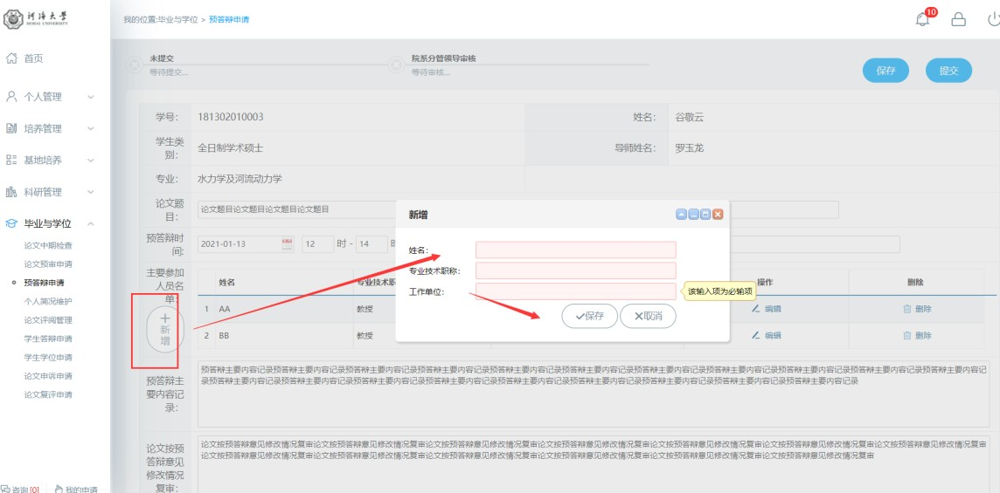 河海大学
HOHAI UNIVERSITY
我的位置:毕业与学位 > 预答辩申请
10
首页
个人管理
培养管理
基地培养
科研管理
毕业与学位
论文中期检查
论文预审申请
预答辩申请
个人简况维护
论文评阅管理
学生答辩申请
学生学位申请
论文申诉申请
论文复评申请
咨询[0]
我的申请
未提交
等待提交...
院系分管领导审核
等待审核...
保存
提交
学号: 181302010003 姓名: 谷敬云
学生类
别:
全日制学术硕士 导师姓名: 罗玉龙
专业: 水力学及河流动力学
论文题
目:
论文题目论文题目论文题目论文题目
预答辩时
间:
2021-01-13 12 时 - 14 时
主要参加
人员名
单:
新
增
姓名 专业技术职 操作 删除
1 AA 教授 编辑 删除
2 BB 教授 编辑 删除
新增
姓名:
专业技术职称:
工作单位:
该输入项为必输项
保存 取消
预答辩主
要内容记
录:
预答辩主要内容记录预答辩主要内容记录预答辩主要内容记录预答辩主要内容记录预答辩主要内容记录预答辩主要内容记录预答辩主要内容记录预答辩主要内容记录预答辩主要内容记录预答辩主要内容记
录预答辩主要内容记录预答辩主要内容记录预答辩主要内容记录预答辩主要内容记录预答辩主要内容记录预答辩主要内容记录预答辩主要内容记录预答辩主要内容记录
论文按预
答辩意见
修改情况
复审:
论文按预答辩意见修改情况复审论文按预答辩意见修改情况复审论文按预答辩意见修改情况复审论文按预答辩意见修改情况复审论文按预答辩意见修改情况复审论文按预答辩意见修改情况复审论文按预答辩意见修改情况复审
论文按预答辩意见修改情况复审论文按预答辩意见修改情况复审论文按预答辩意见修改情况复审论文按预答辩意见修改情况复审论文按预答辩意见修改情况复审论文按预答辩意见修改情况复审